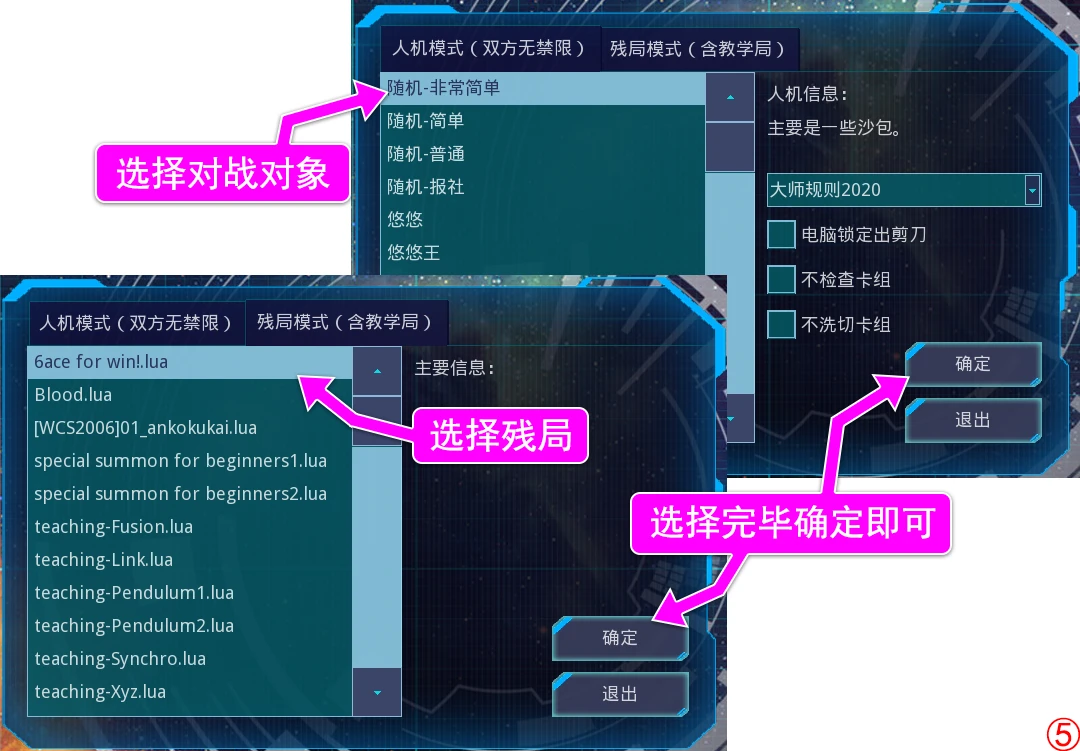 人机模式（双方无禁限）
残局模式（含教学局）
随机-非常简单
随机-简单
随机-普通
随机-报社
悠悠
悠悠王
人机信息：
主要是一些沙包。
大师规则2020
电脑锁定出剪刀
不检查卡组
不洗切卡组
确定
退出
选择对战对象
人机模式（双方无禁限）
残局模式（含教学局）
6ace for win!.lua
Blood.lua
[WCS2006]01_ankokukai.lua
special summon for beginners1.lua
special summon for beginners2.lua
teaching-Fusion.lua
teaching-Link.lua
teaching-Pendulum1.lua
teaching-Pendulum2.lua
teaching-Synchro.lua
teaching-Xyz.lua
主要信息：
选择残局
选择完毕确定即可
确定
退出
⑤